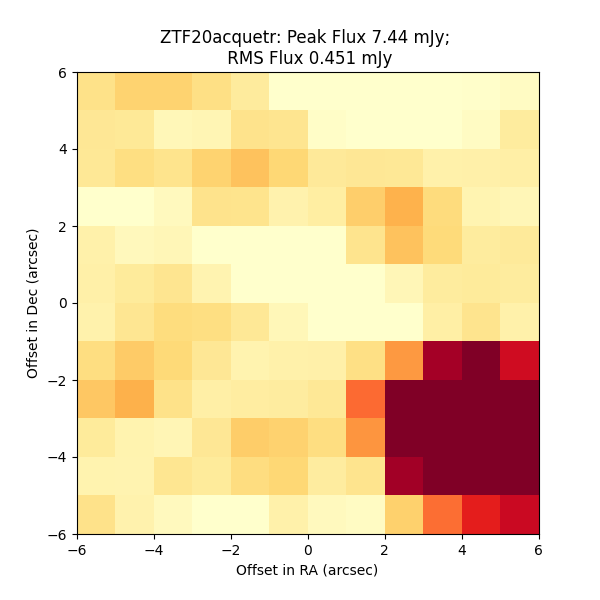 ZTF20acquetr: Peak Flux 7.44 mJy;
RMS Flux 0.451 mJy
6
4
2
0
−2
−4
−6
Offset in Dec (arcsec)
−6 −4 −2 0 2 4 6
Offset in RA (arcsec)